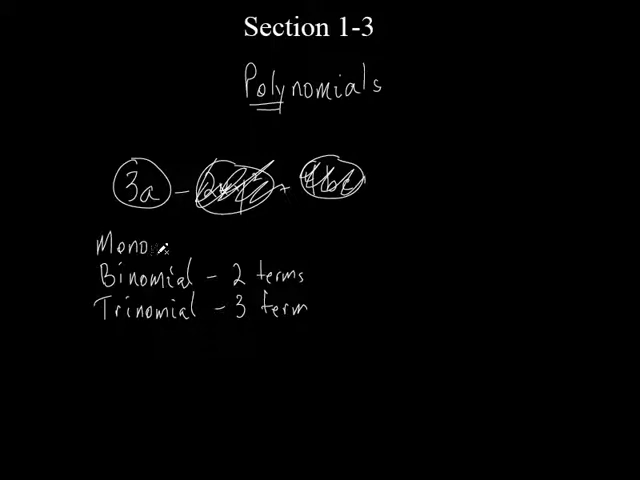 Section 1-3
Polynomials
3a - +
Mono
Binomial - 2 terms
Trinomial - 3 term